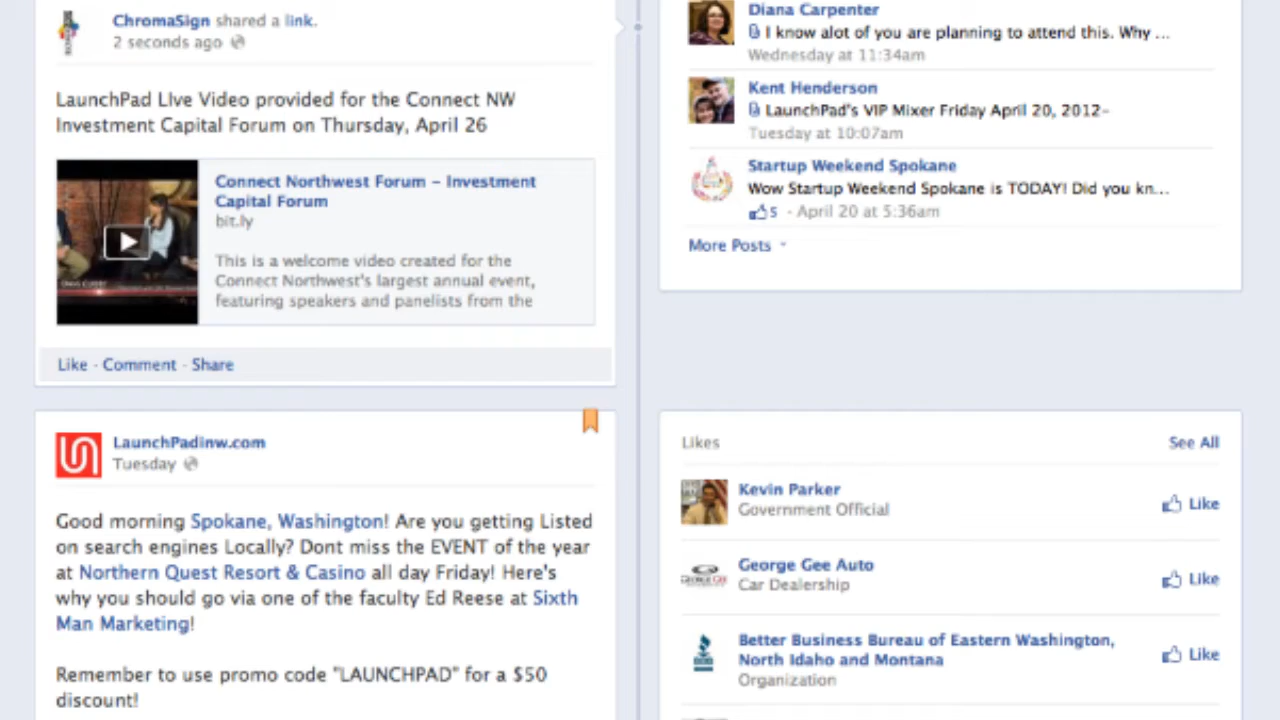 ChromaSign shared a link.
2 seconds ago
LaunchPad LIve Video provided for the Connect NW
Investment Capital Forum on Thursday, April 26
Connect Northwest Forum – Investment
Capital Forum
bit.ly
This is a welcome video created for the
Connect Northwest's largest annual event,
featuring speakers and panelists from the
Like · Comment · Share
LaunchPadinw.com
Tuesday
Good morning Spokane, Washington! Are you getting Listed
on search engines Locally? Dont miss the EVENT of the year
at Northern Quest Resort & Casino all day Friday! Here's
why you should go via one of the faculty Ed Reese at Sixth
Man Marketing!
Remember to use promo code "LAUNCHPAD" for a $50
discount!
Diana Carpenter
I know alot of you are planning to attend this. Why ...
Wednesday at 11:34am
Kent Henderson
LaunchPad's VIP Mixer Friday April 20, 2012–
Tuesday at 10:07am
Startup Weekend Spokane
Wow Startup Weekend Spokane is TODAY! Did you kn...
5 · April 20 at 5:36am
More Posts
Likes See All
Kevin Parker
Government Official
Like
George Gee Auto
Car Dealership
Like
Better Business Bureau of Eastern Washington,
North Idaho and Montana
Organization
Like